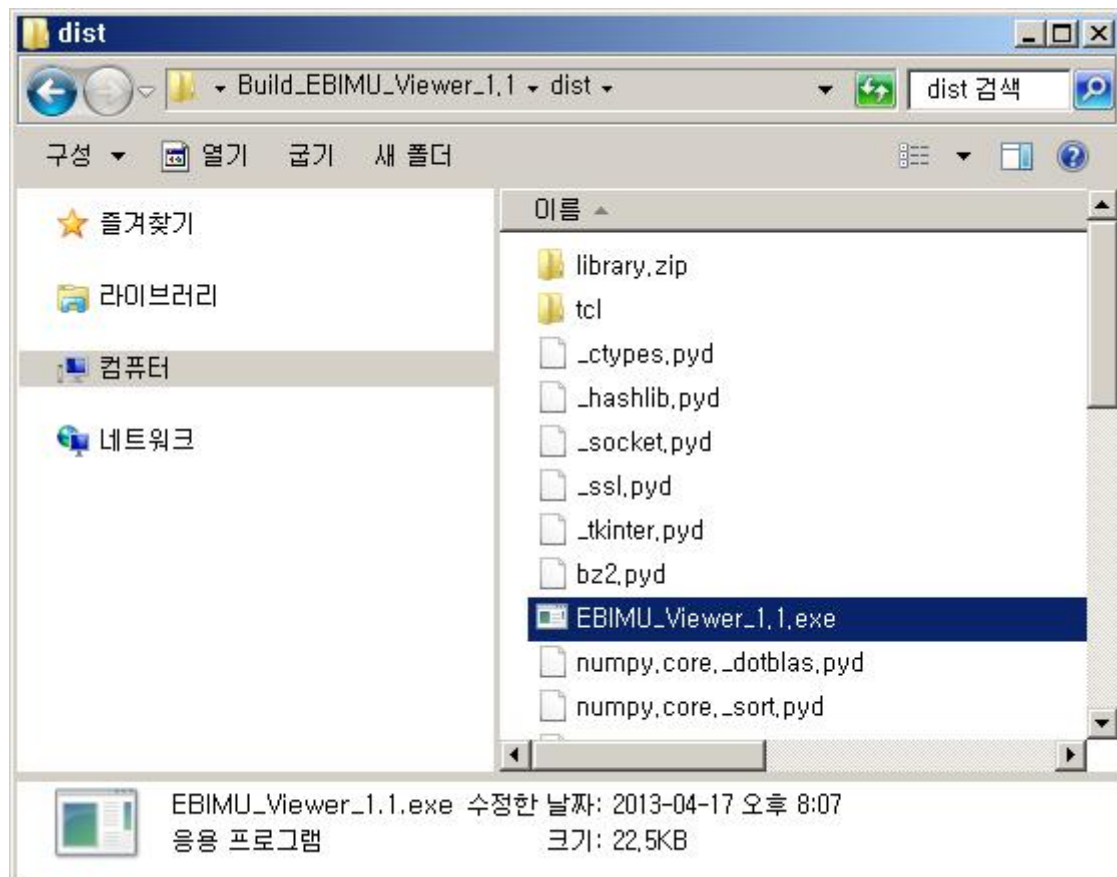 dist
Build_EBIMU_Viewer_1.1 dist
dist 검색
구성 열기 굽기 새 폴더
즐겨찾기
라이브러리
컴퓨터
네트워크
이름
library.zip
tcl
_ctypes.pyd
_hashlib.pyd
_socket.pyd
_ssl.pyd
_tkinter.pyd
bz2.pyd
EBIMU_Viewer_1.1.exe
numpy.core._dotblas.pyd
numpy.core._sort.pyd
EBIMU_Viewer_1.1.exe 수정한 날짜: 2013-04-17 오후 8:07
응용 프로그램 크기: 22.5KB